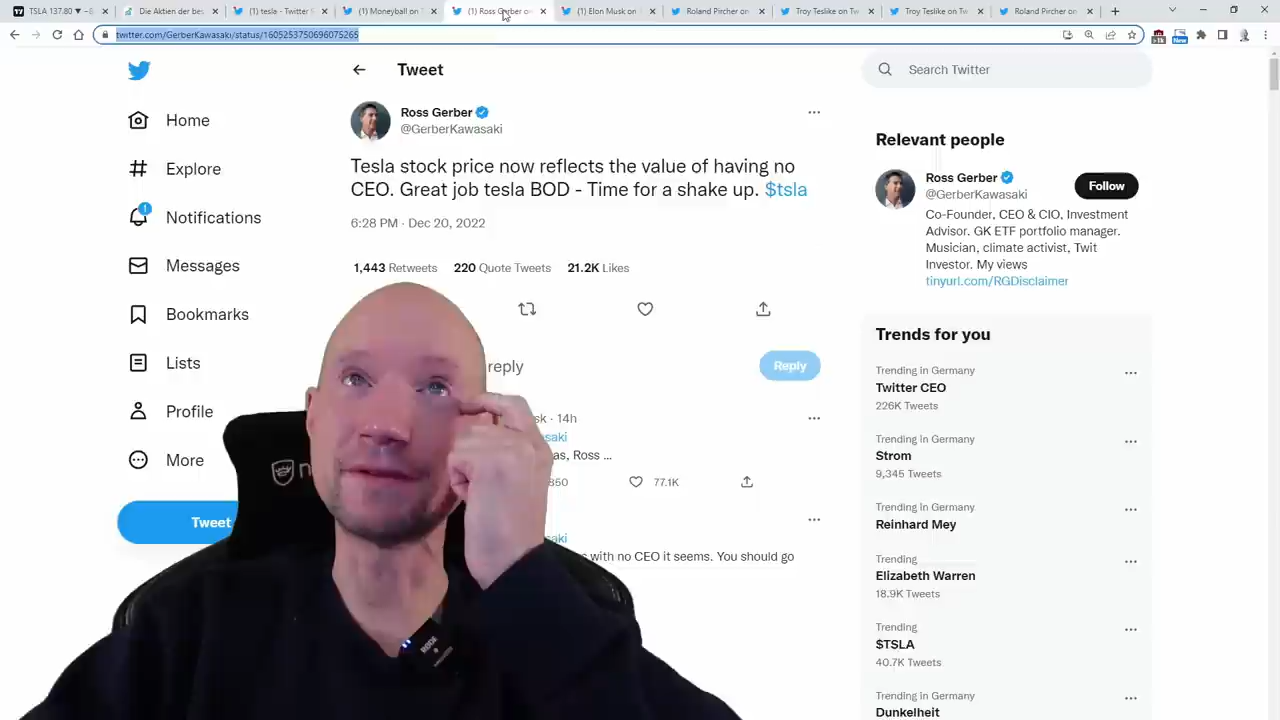 TSLA 137.80 ▼ −6
Die Aktien der bes
(1) tesla - Twitter S
(1) Moneyball on T
(1) Ross Gerber on
(1) Elon Musk on T
Roland Pircher on
Troy Teslike on Tw
Troy Teslike on Tw
Roland Pircher on
twitter.com/GerberKawasaki/status/1605253750696075265
Home
Explore
1
Notifications
Messages
Bookmarks
Lists
Profile
More
Tweet
Tweet
Ross Gerber
@GerberKawasaki
Tesla stock price now reflects the value of having no
CEO. Great job tesla BOD - Time for a shake up. $tsla
6:28 PM · Dec 20, 2022
1,443 Retweets 220 Quote Tweets 21.2K Likes
reply
Reply
sk · 14h
saki
as, Ross ...
850 77.1K
saki
with no CEO it seems. You should go
Search Twitter
Relevant people
Ross Gerber
@GerberKawasaki
Follow
Co-Founder, CEO & CIO, Investment
Advisor. GK ETF portfolio manager.
Musician, climate activist, Twit
Investor. My views
tinyurl.com/RGDisclaimer
Trends for you
Trending in Germany
Twitter CEO
226K Tweets
Trending in Germany
Strom
9,345 Tweets
Trending in Germany
Reinhard Mey
Trending
Elizabeth Warren
18.9K Tweets
Trending
$TSLA
40.7K Tweets
Trending in Germany
Dunkelheit
RODE